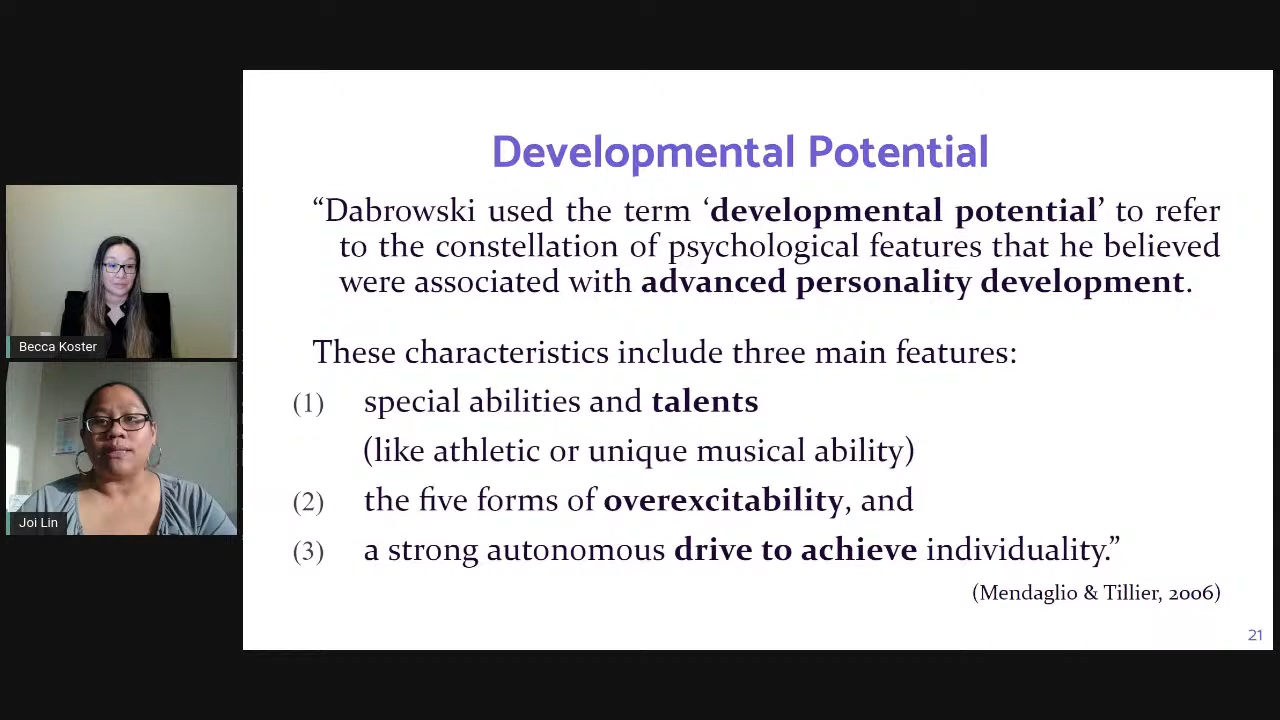 Developmental Potential
“Dabrowski used the term ‘developmental potential’ to refer
to the constellation of psychological features that he believed
were associated with advanced personality development.
These characteristics include three main features:
(1) special abilities and talents
(like athletic or unique musical ability)
(2) the five forms of overexcitability, and
(3) a strong autonomous drive to achieve individuality.”
(Mendaglio & Tillier, 2006)
21
Becca Koster
Joi Lin